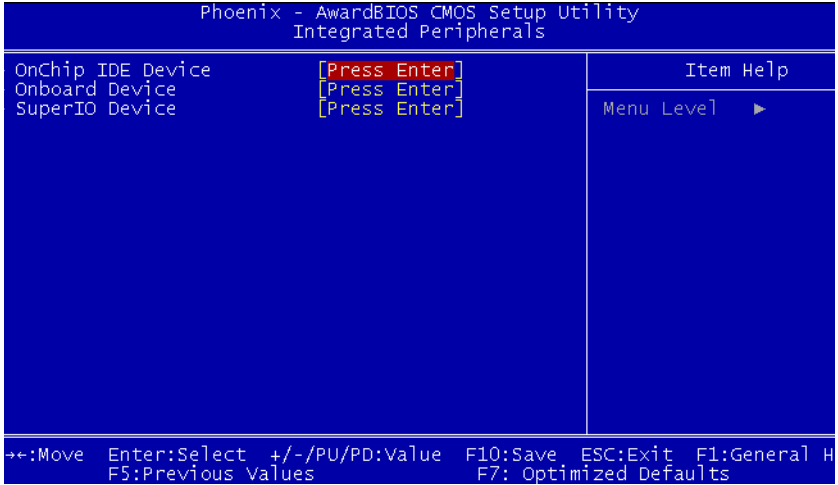 Phoenix - AwardBIOS CMOS Setup Utility
Integrated Peripherals
OnChip IDE Device [Press Enter]
Onboard Device [Press Enter]
SuperIO Device [Press Enter]
Item Help
Menu Level ►
→←:Move Enter:Select +/-/PU/PD:Value F10:Save ESC:Exit F1:General H
F5:Previous Values F7: Optimized Defaults